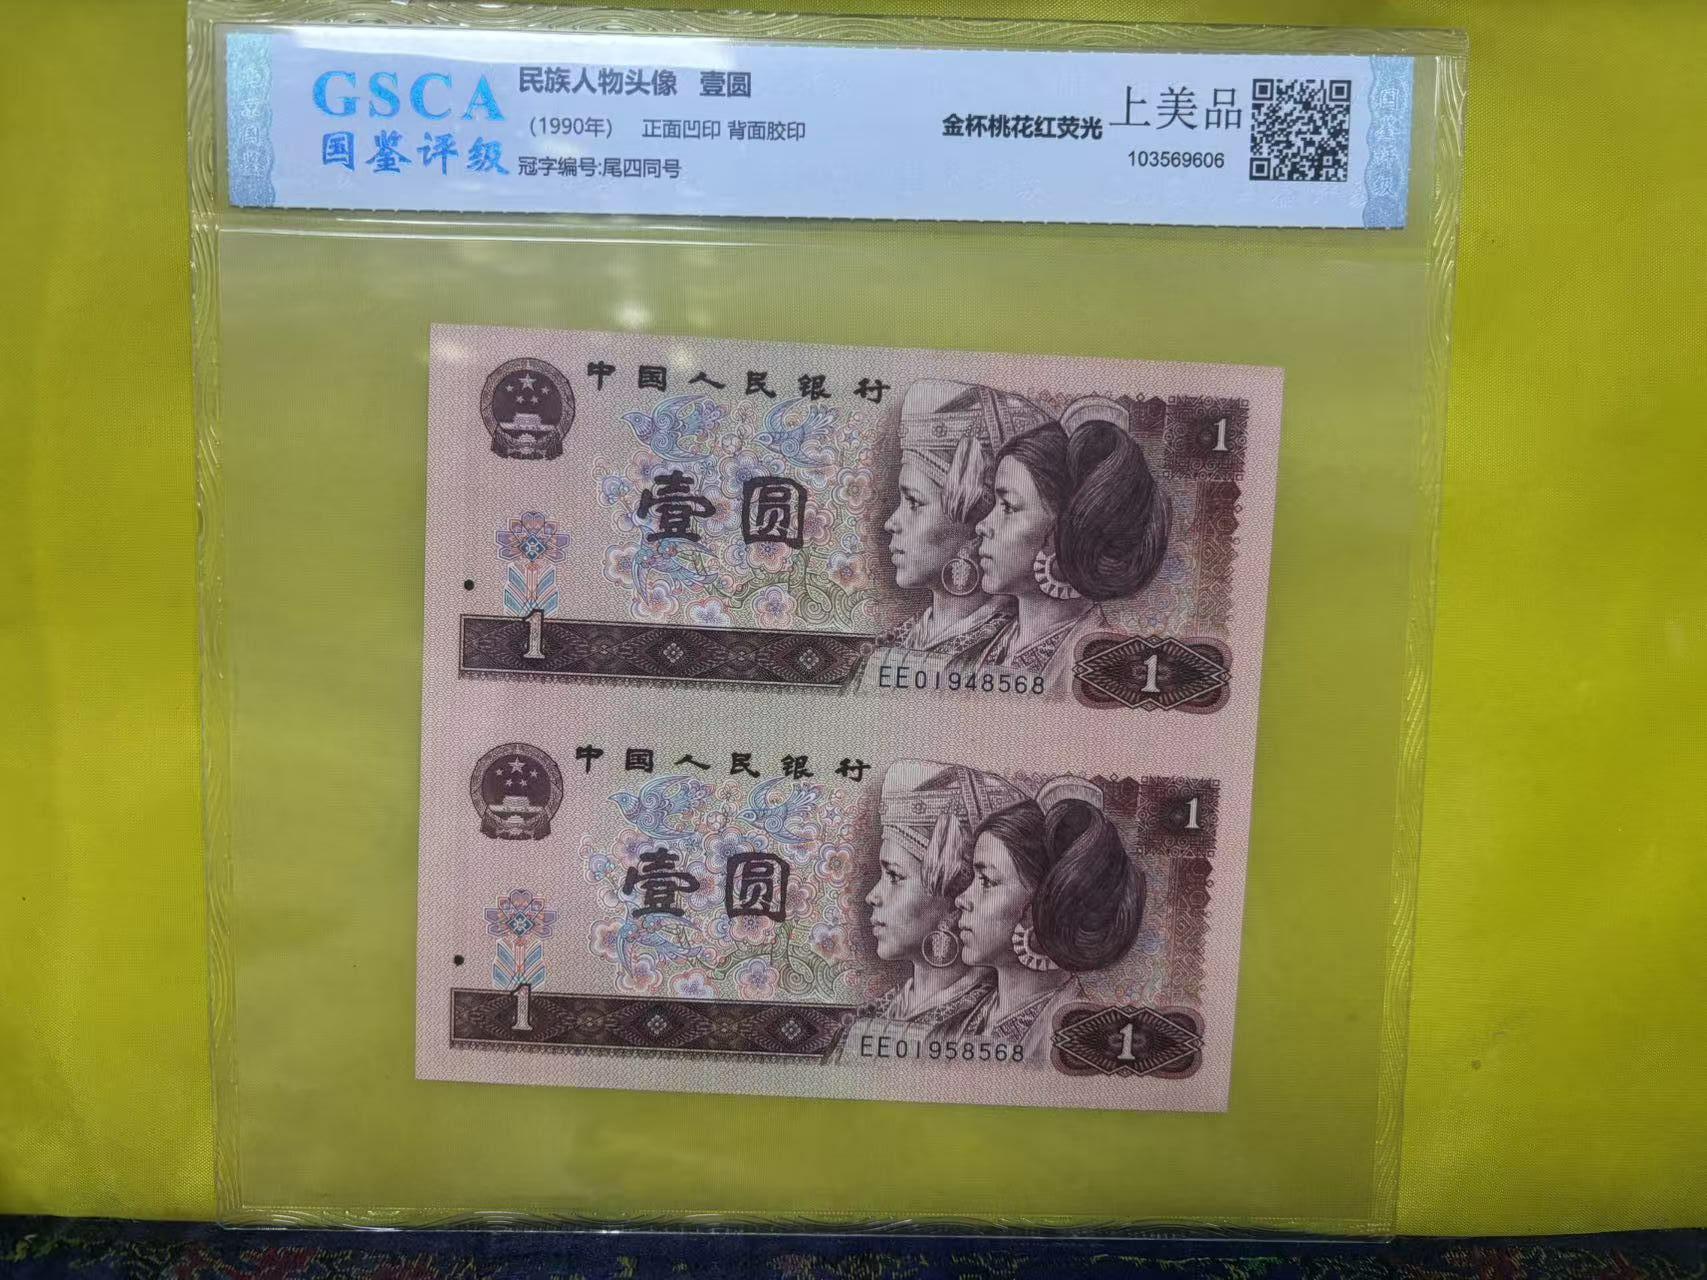 GSCA
国鉴评级
民族人物头像 壹圆
(1990年) 正面凹印 背面胶印
冠字编号:尾四同号
金杯桃花红荧光
上美品
103569606
中国人民银行
1
壹圆
1
EE01948568
1
中国人民银行
1
壹圆
1
EE01958568
1